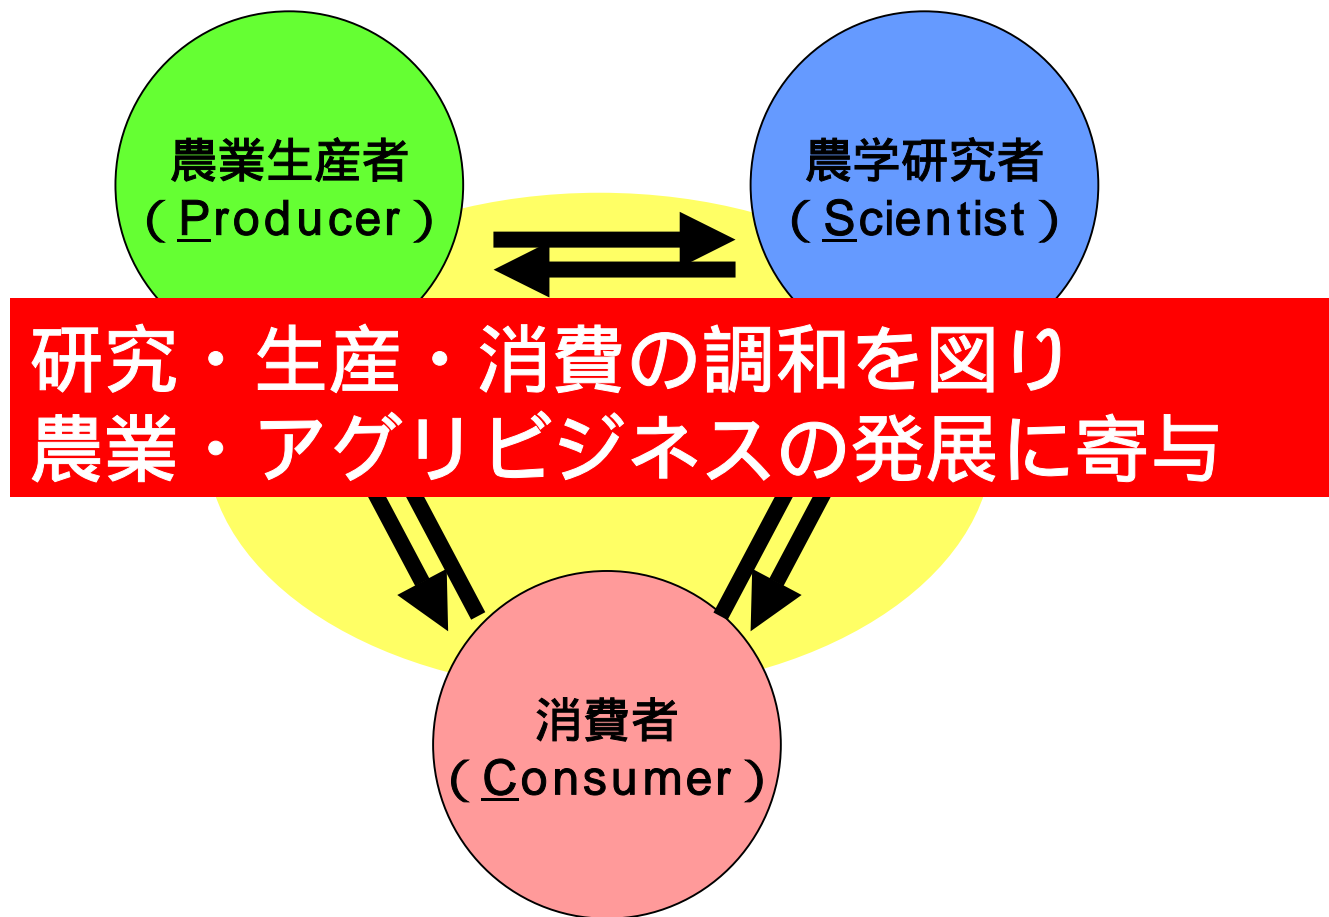 農業生産者
（Producer）
農学研究者
（Scientist）
研究・生産・消費の調和を図り
農業・アグリビジネスの発展に寄与
消費者
（Consumer）